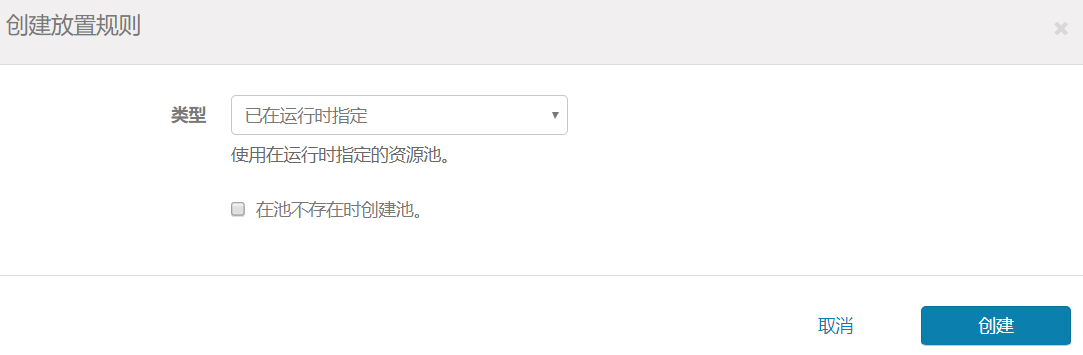 创建放置规则
类型 已在运行时指定
使用在运行时指定的资源池。
在池不存在时创建池。
取消 创建